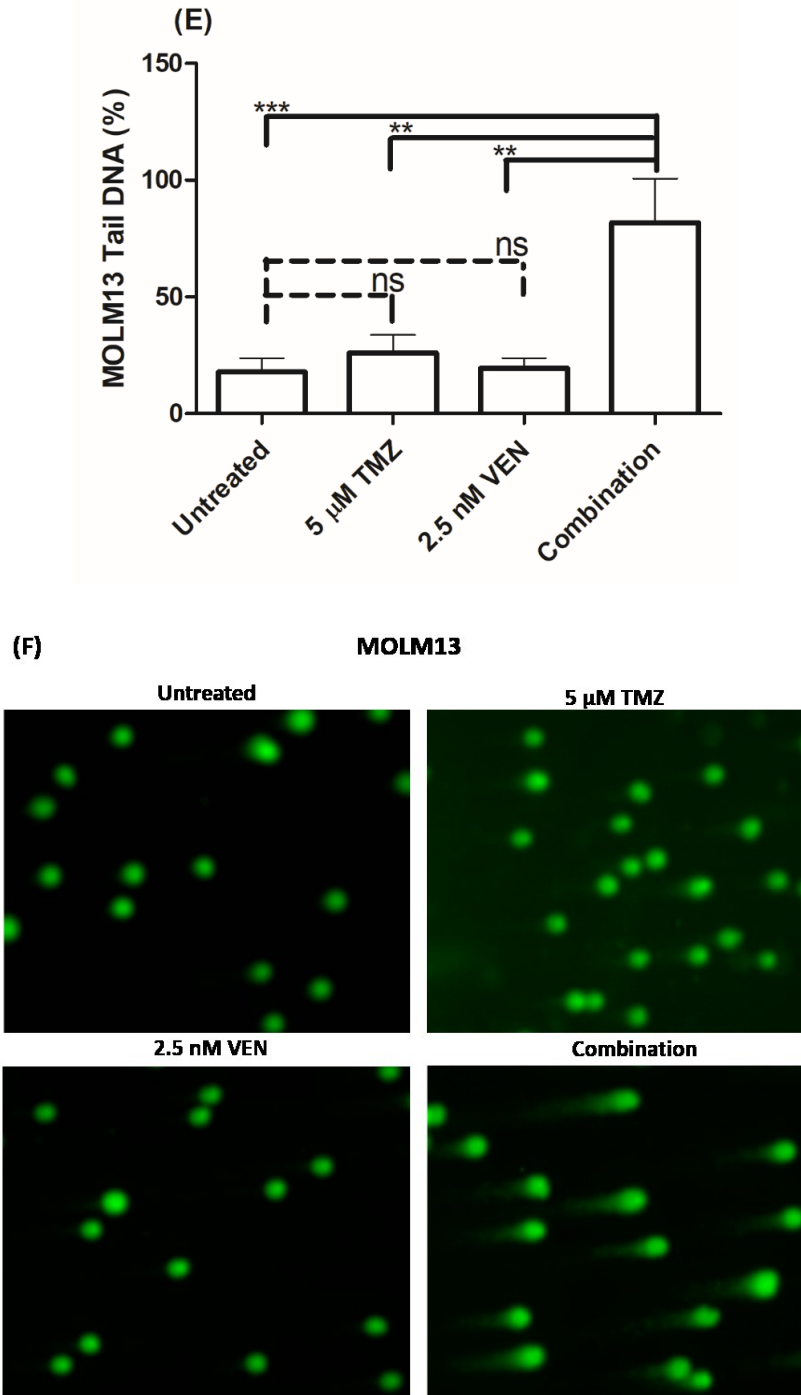 (E)
MOLM13 Tail DNA (%)
150
100
50
0
***
**
**
ns
ns
Untreated
5 µM TMZ
2.5 nM VEN
Combination
(F)
MOLM13
Untreated
5 µM TMZ
2.5 nM VEN
Combination